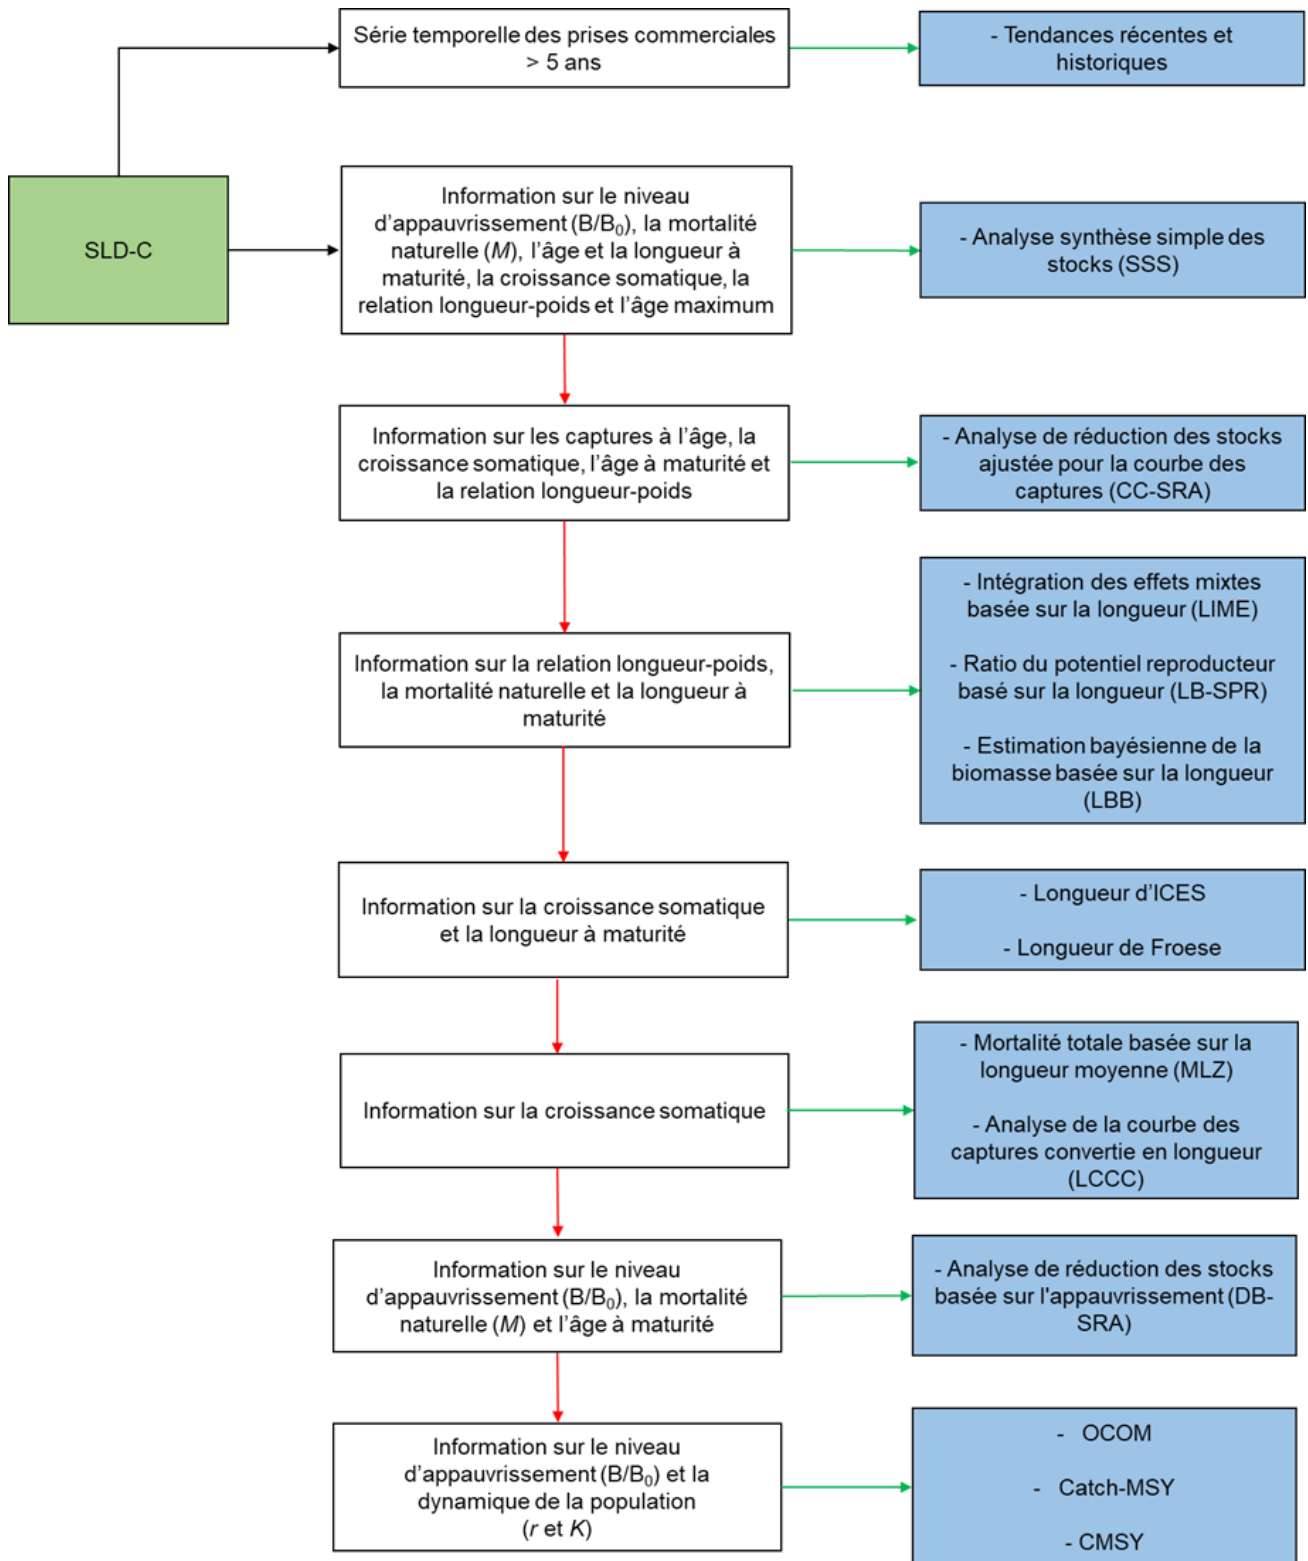 Série temporelle des prises commerciales
> 5 ans
- Tendances récentes et
historiques
SLD-C
Information sur le niveau
d'appauvrissement (B/B₀), la mortalité
naturelle (M), l'âge et la longueur à
maturité, la croissance somatique, la
relation longueur-poids et l'âge maximum
- Analyse synthèse simple des
stocks (SSS)
Information sur les captures à l'âge, la
croissance somatique, l'âge à maturité et
la relation longueur-poids
- Analyse de réduction des stocks
ajustée pour la courbe des
captures (CC-SRA)
Information sur la relation longueur-poids,
la mortalité naturelle et la longueur à
maturité
- Intégration des effets mixtes
basée sur la longueur (LIME)
- Ratio du potentiel reproducteur
basé sur la longueur (LB-SPR)
- Estimation bayésienne de la
biomasse basée sur la longueur
(LBB)
Information sur la croissance somatique
et la longueur à maturité
- Longueur d'ICES
- Longueur de Froese
Information sur la croissance somatique
- Mortalité totale basée sur la
longueur moyenne (MLZ)
- Analyse de la courbe des
captures convertie en longueur
(LCCC)
Information sur le niveau
d'appauvrissement (B/B₀), la mortalité
naturelle (M) et l'âge à maturité
- Analyse de réduction des stocks
basée sur l'appauvrissement (DB-
SRA)
Information sur le niveau
d'appauvrissement (B/B₀) et la
dynamique de la population
(r et K)
- OCOM
- Catch-MSY
- CMSY